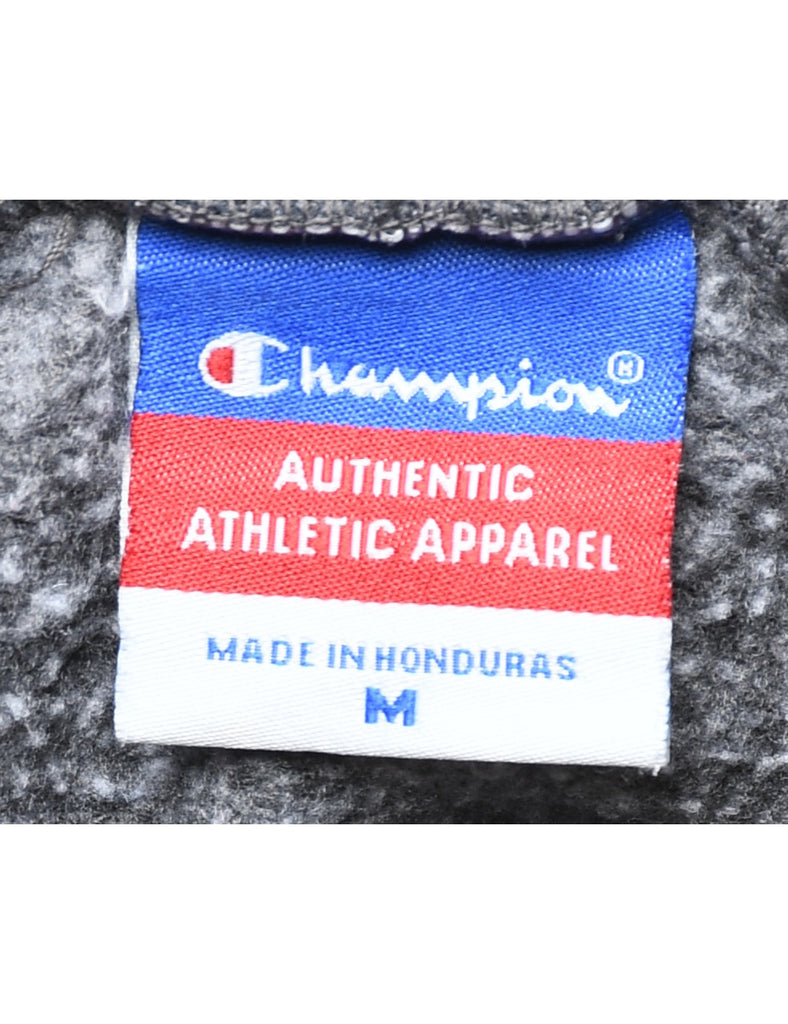 Champion ®
AUTHENTIC
ATHLETIC APPAREL
MADE IN HONDURAS
M